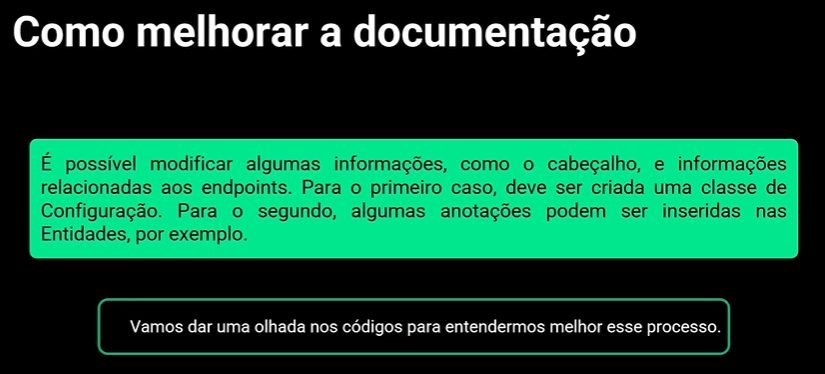 Como melhorar a documentação
É possível modificar algumas informações, como o cabeçalho, e informações
relacionadas aos endpoints. Para o primeiro caso, deve ser criada uma classe de
Configuração. Para o segundo, algumas anotações podem ser inseridas nas
Entidades, por exemplo.
Vamos dar uma olhada nos códigos para entendermos melhor esse processo.